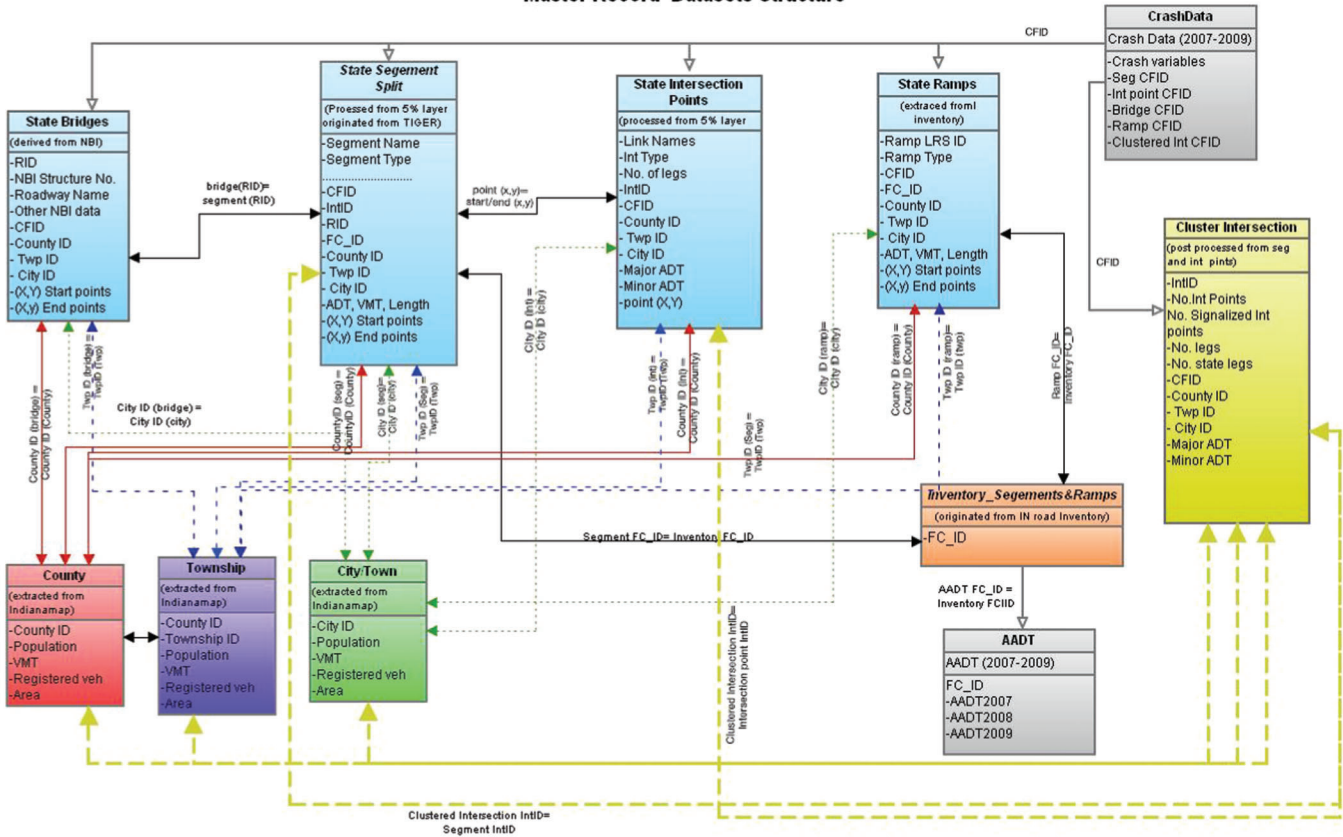 CFID
CrashData
Crash Data (2007-2009)
-Crash variables
-Seg CFID
-Int point CFID
-Bridge CFID
-Ramp CFID
-Clustered Int CFID
State Bridges
(derived from NBI)
-RID
-NBI Structure No.
-Roadway Name
-Other NBI data
-CFID
-County ID
- Twp ID
- City ID
-(X,Y) Start points
-(X,y) End points
bridge(RID)=
segment (RID)
State Segement
Split
(Proessed from 5% layer
originated from TIGER)
-Segment Name
-Segment Type
..............................
-CFID
-IntID
-RID
-FC_ID
-County ID
- Twp ID
- City ID
-ADT, VMT, Length
-(X,Y) Start points
-(X,y) End points
point (x,y)=
start/end (x,y)
State Intersection
Points
(processed from 5% layer
-Link Names
-Int Type
-No. of legs
-IntID
-CFID
-County ID
- Twp ID
- City ID
-Major ADT
-Minor ADT
-point (X,Y)
State Ramps
(extraced froml
inventory)
-Ramp LRS ID
-Ramp Type
-CFID
-FC_ID
-County ID
- Twp ID
- City ID
-ADT, VMT, Length
-(X,Y) Start points
-(X,y) End points
CFID
Cluster Intersection
(post processed from seg
and int pints)
-IntID
-No.Int Points
No. Signalized Int
points
-No. legs
-No. state legs
-CFID
-County ID
- Twp ID
- City ID
-Major ADT
-Minor ADT
County ID (bridge) =
County ID (County)
Twp ID (bridge) =
TwpID (Twp)
City ID (bridge) =
City ID (city)
CountyID (seg) =
CountyID (County)
City ID (seg)=
City ID (city)
Twp ID (Seg) =
TwpID (Twp)
City ID (Int) =
City ID (city)
Twp ID (int) =
TwpID (Twp)
County ID (Int) =
County ID (County)
Twp ID (Seg) =
TwpID (Twp)
City ID (ramp)=
City ID (city)
County ID (ramp) =
County ID (County)
Twp ID (ramp)=
Twp ID (twp)
Ramp FC_ID=
Inventory FC_ID
Segment FC_ID= Inventory FC_ID
Inventory_Segements&Ramps
(originated from IN road Inventory)
-FC_ID
AADT FC_ID =
Inventory FCIID
AADT
AADT (2007-2009)
FC_ID
-AADT2007
-AADT2008
-AADT2009
County
(extracted from
Indianamap)
-County ID
-Population
-VMT
-Registered veh
-Area
Township
(extracted from
Indianamap)
-County ID
-Township ID
-Population
-VMT
-Registered veh
-Area
City/Town
(extracted from
Indianamap)
-City ID
-Population
-VMT
-Registered veh
-Area
Clustered Intersection IntID=
Intersection point IntID
Clustered Intersection IntID=
Segment IntID